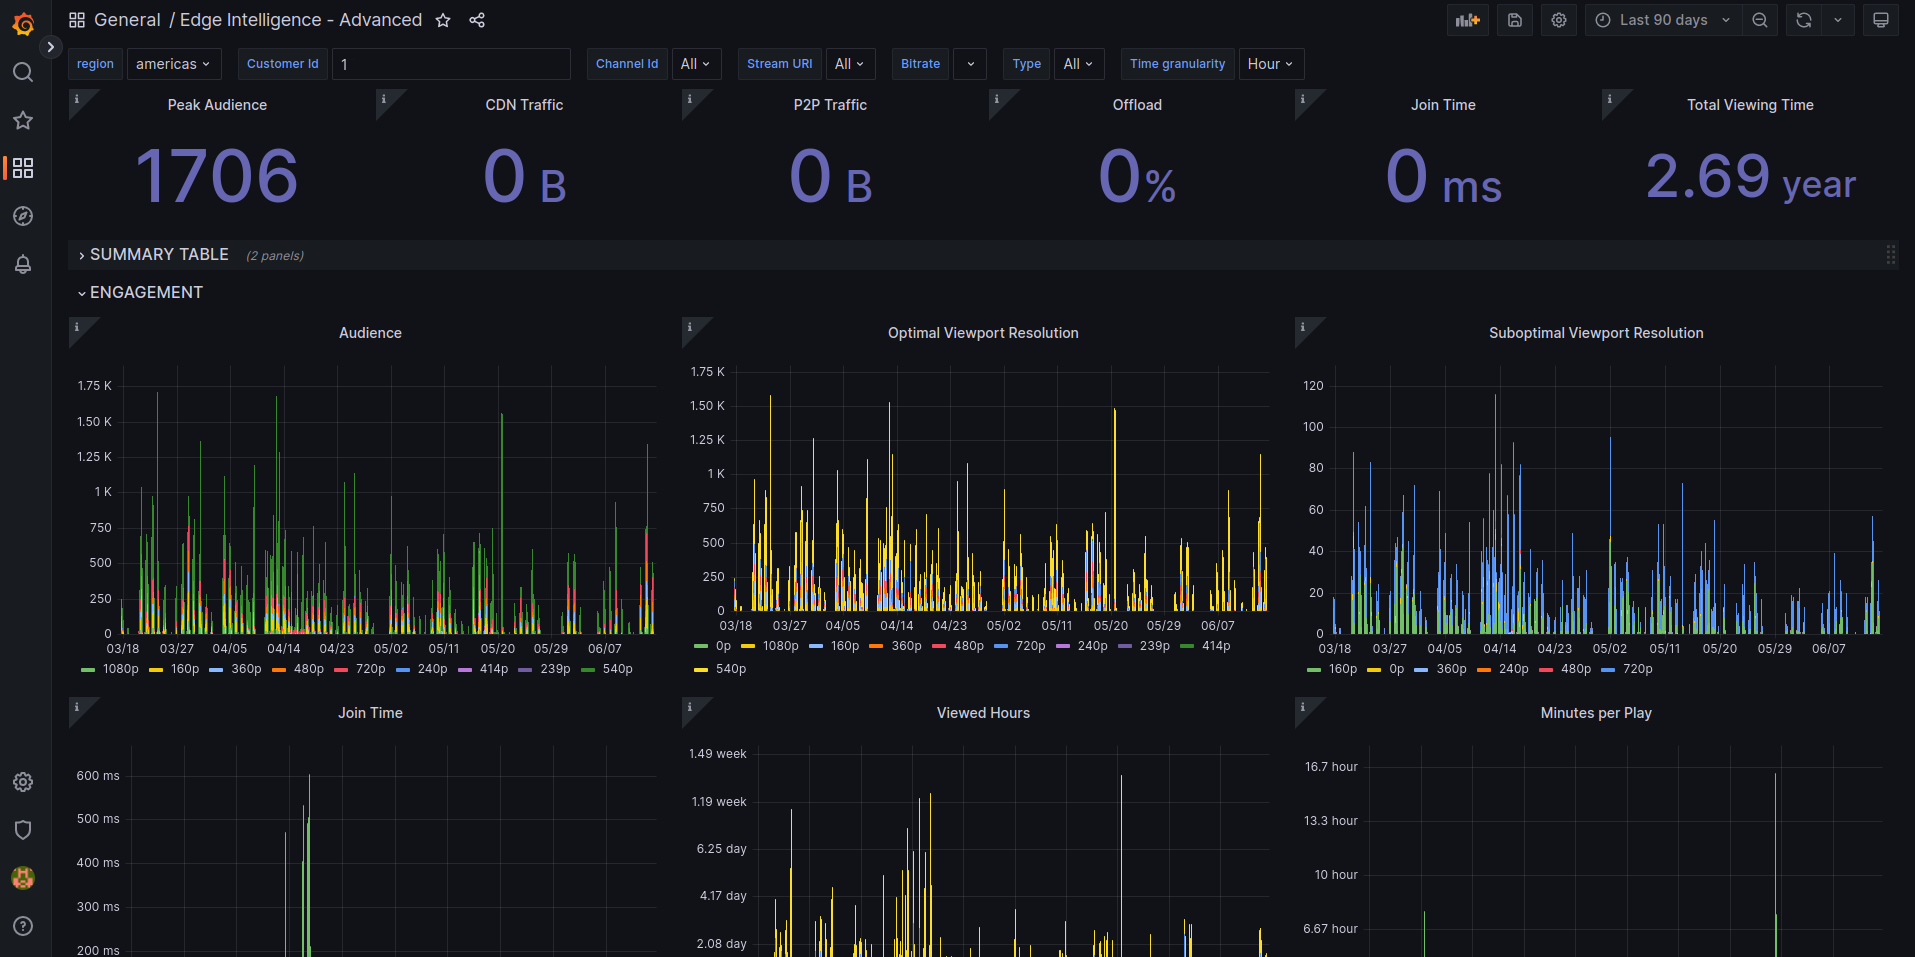 General / Edge Intelligence - Advanced
Last 90 days
region americas Customer Id 1 Channel Id All Stream URI All Bitrate Type All Time granularity Hour
Peak Audience CDN Traffic P2P Traffic Offload Join Time Total Viewing Time
1706 0 B 0 B 0% 0 ms 2.69 year
SUMMARY TABLE (2 panels)
ENGAGEMENT
Audience
1.75 K
1.50 K
1.25 K
1 K
750
500
250
0
03/18 03/27 04/05 04/14 04/23 05/02 05/11 05/20 05/29 06/07
1080p 160p 360p 480p 720p 240p 414p 239p 540p
Optimal Viewport Resolution
1.75 K
1.50 K
1.25 K
1 K
750
500
250
0
03/18 03/27 04/05 04/14 04/23 05/02 05/11 05/20 05/29 06/07
0p 1080p 160p 360p 480p 720p 240p 239p 414p
540p
Suboptimal Viewport Resolution
120
100
80
60
40
20
0
03/18 03/27 04/05 04/14 04/23 05/02 05/11 05/20 05/29 06/07
160p 0p 360p 240p 480p 720p
Join Time
600 ms
500 ms
400 ms
300 ms
200 ms
Viewed Hours
1.49 week
1.19 week
6.25 day
4.17 day
2.08 day
Minutes per Play
16.7 hour
13.3 hour
10 hour
6.67 hour